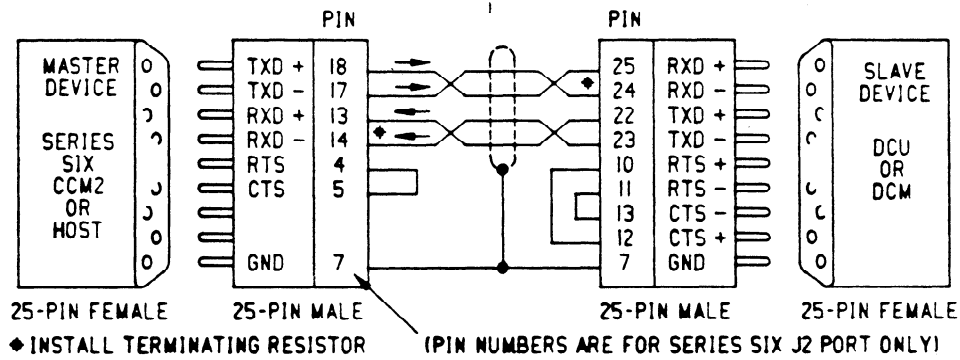 PIN PIN
MASTER DEVICE
SERIES SIX CCM2 OR HOST
TXD + 18
TXD - 17
RXD + 13
RXD - 14
RTS 4
CTS 5
GND 7
25 RXD +
24 RXD -
22 TXD +
23 TXD -
10 RTS +
11 RTS -
13 CTS -
12 CTS +
7 GND
SLAVE DEVICE
DCU OR DCM
25-PIN FEMALE 25-PIN MALE 25-PIN MALE 25-PIN FEMALE
INSTALL TERMINATING RESISTOR (PIN NUMBERS ARE FOR SERIES SIX J2 PORT ONLY)